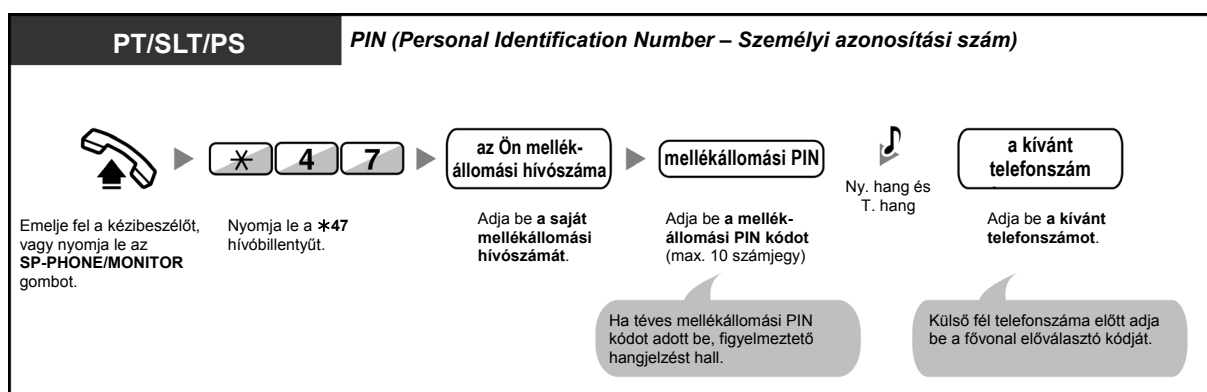 PT/SLT/PS
PIN (Personal Identification Number – Személyi azonosítási szám)
✳ 4 7
az Ön mellék-
állomási hívószáma
mellékállomási PIN
a kívánt
telefonszám
Ny. hang és
T. hang
Emelje fel a kézibeszélőt,
vagy nyomja le az
SP-PHONE/MONITOR
gombot.
Nyomja le a ✳47
hívóbillentyűt.
Adja be a saját
mellékállomási
hívószámát.
Adja be a mellék-
állomási PIN kódot
(max. 10 számjegy)
Adja be a kívánt
telefonszámot.
Ha téves mellékállomási PIN
kódot adott be, figyelmeztető
hangjelzést hall.
Külső fél telefonszáma előtt adja
be a fővonal előválasztó kódját.